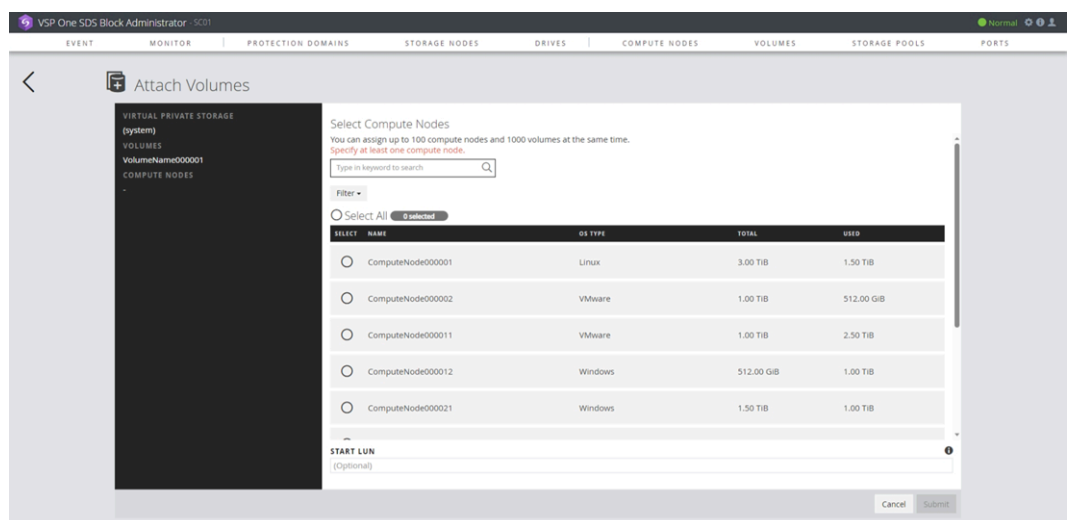 VSP One SDS Block Administrator - SC01
Normal
EVENT MONITOR PROTECTION DOMAINS STORAGE NODES DRIVES COMPUTE NODES VOLUMES STORAGE POOLS PORTS
Attach Volumes
VIRTUAL PRIVATE STORAGE
(system)
VOLUMES
VolumeName000001
COMPUTE NODES
-
Select Compute Nodes
You can assign up to 100 compute nodes and 1000 volumes at the same time.
Specify at least one compute node.
Type in keyword to search
Filter
Select All 0 selected
SELECT NAME OS TYPE TOTAL USED
ComputeNode000001 Linux 3.00 TiB 1.50 TiB
ComputeNode000002 VMware 1.00 TiB 512.00 GiB
ComputeNode000011 VMware 1.00 TiB 2.50 TiB
ComputeNode000012 Windows 512.00 GiB 1.00 TiB
ComputeNode000021 Windows 1.50 TiB 1.00 TiB
START LUN
(Optional)
Cancel Submit